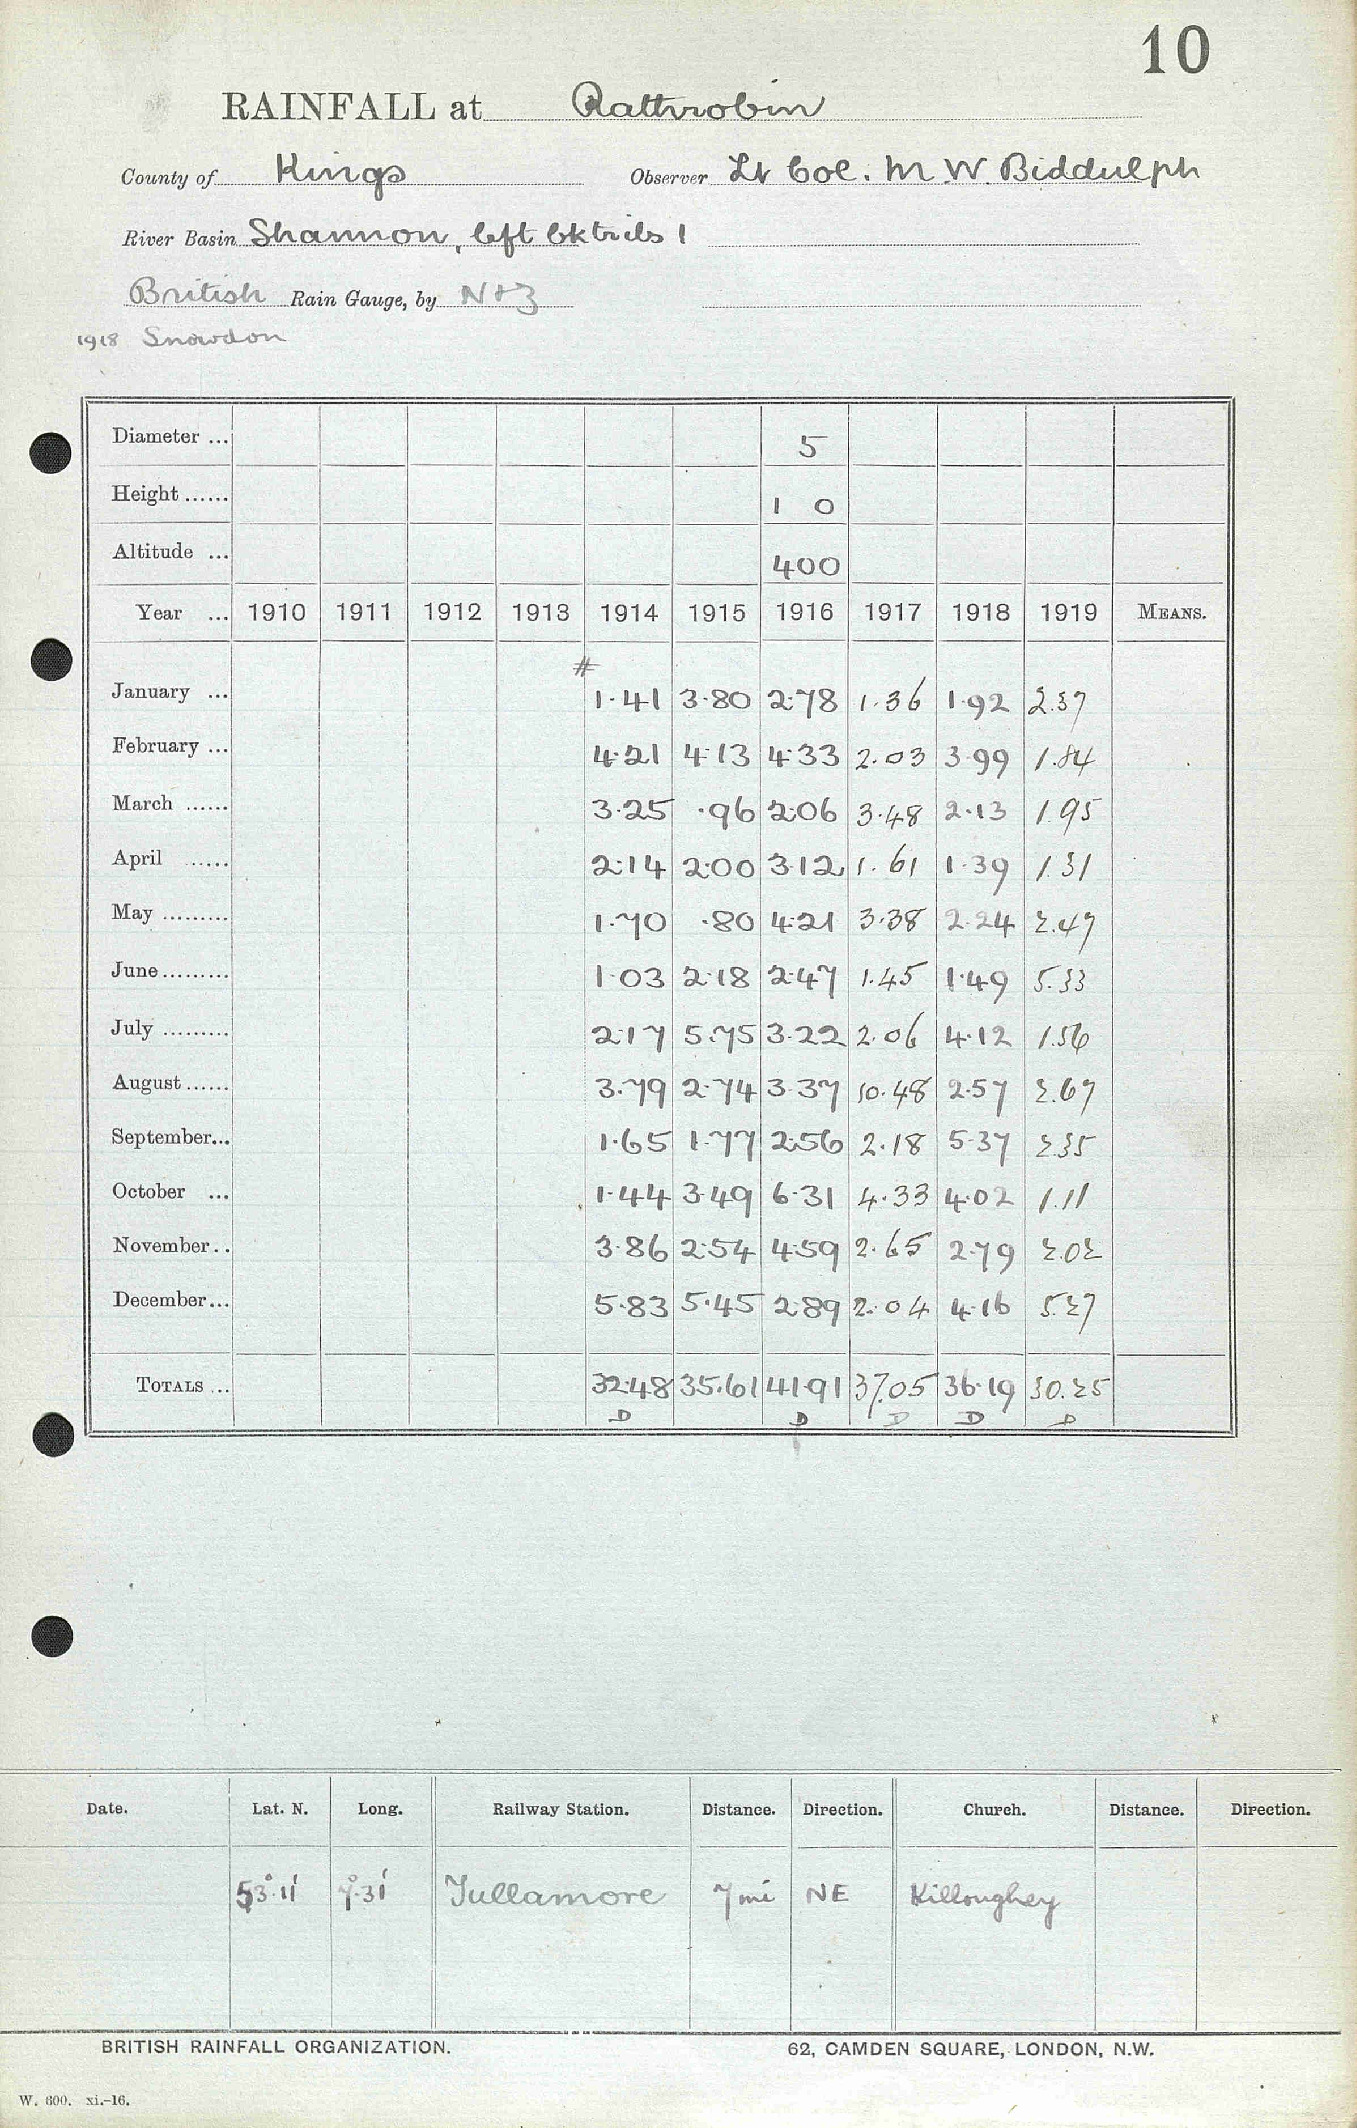 10
RAINFALL at Rathrobin
County of Kings Observer Lt Col. M. W. Biddulph
River Basin Shannon, left bk tribs 1
British Rain Gauge, by N & Z
1918 Snowdon
Diameter ... 5
Height ...... 1 0
Altitude ... 400
Year ... 1910 1911 1912 1913 1914 1915 1916 1917 1918 1919 MEANS.
#
January ... 1.41 3.80 2.78 1.36 1.92 2.37
February ... 4.21 4.13 4.33 2.03 3.99 1.84
March ...... 3.25 .96 2.06 3.48 2.13 1.95
April ...... 2.14 2.00 3.12 1.61 1.39 1.31
May ......... 1.70 .80 4.21 3.38 2.24 2.47
June ......... 1.03 2.18 2.47 1.45 1.49 5.33
July ......... 2.17 5.75 3.22 2.06 4.12 1.56
August ...... 3.79 2.74 3.37 10.48 2.57 2.67
September... 1.65 1.77 2.56 2.18 5.37 2.35
October ... 1.44 3.49 6.31 4.33 4.02 1.11
November.. 3.86 2.54 4.59 2.65 2.79 2.02
December... 5.83 5.45 2.89 2.04 4.16 5.27
TOTALS ... 32.48 35.61 41.91 37.05 36.19 30.25
D D D D D
Date. Lat. N. Long. Railway Station. Distance. Direction. Church. Distance. Direction.
53°.11' 7°.31' Tullamore 7 mi NE Killoughey
BRITISH RAINFALL ORGANIZATION. 62, CAMDEN SQUARE, LONDON, N.W.
W. 600. xi.-16.